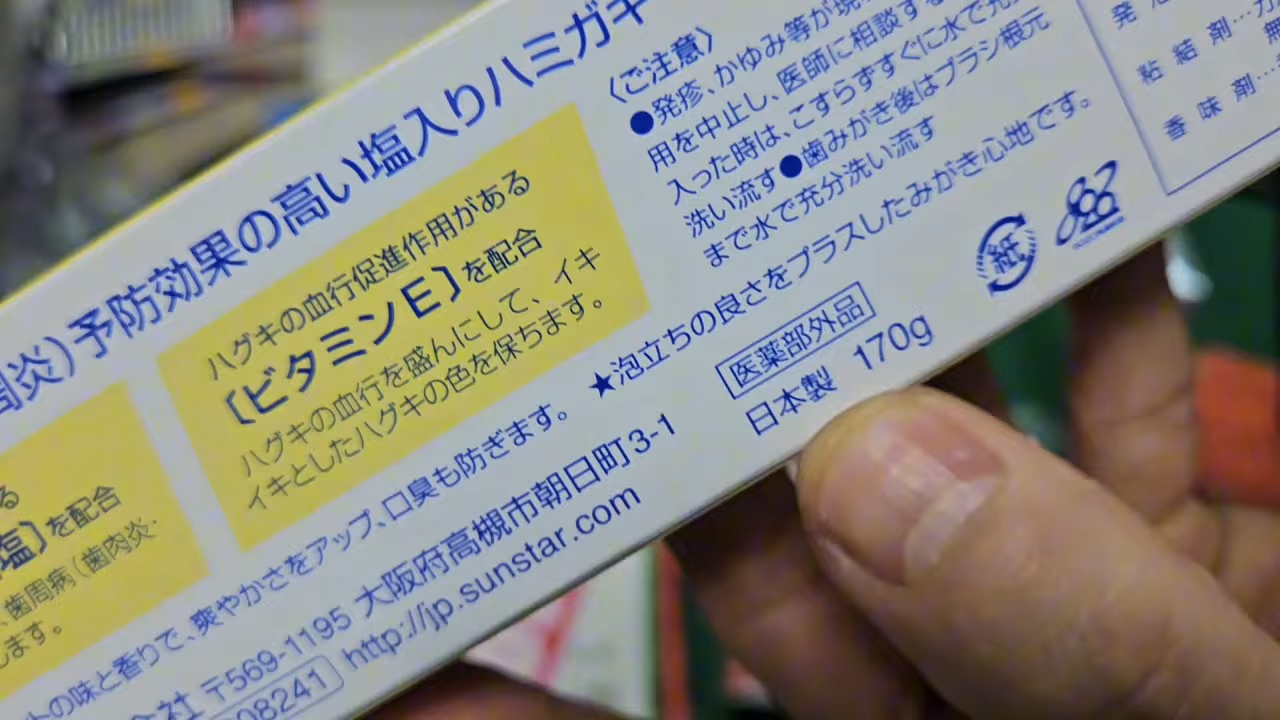 周炎)予防効果の高い塩入りハミガキ
ハグキの血行促進作用がある
〔ビタミンE〕を配合
ハグキの血行を盛んにして、イキ
イキとしたハグキの色を保ちます。
る
塩〕を配合
、歯周病(歯肉炎・
します。
〈ご注意〉
●発疹、かゆみ等が現
用を中止し、医師に相談する
入った時は、こすらずすぐに水で充
洗い流す●歯みがき後はブラシ根元
まで水で充分洗い流す
の味と香りで、爽やかさをアップ、口臭も防ぎます。 ★泡立ちの良さをプラスしたみがき心地です。
会社 〒569-1195 大阪府高槻市朝日町3-1
08241 http://jp.sunstar.com
医薬部外品
日本製 170g
紙
発 泡
粘 結 剤…
香 味 剤…